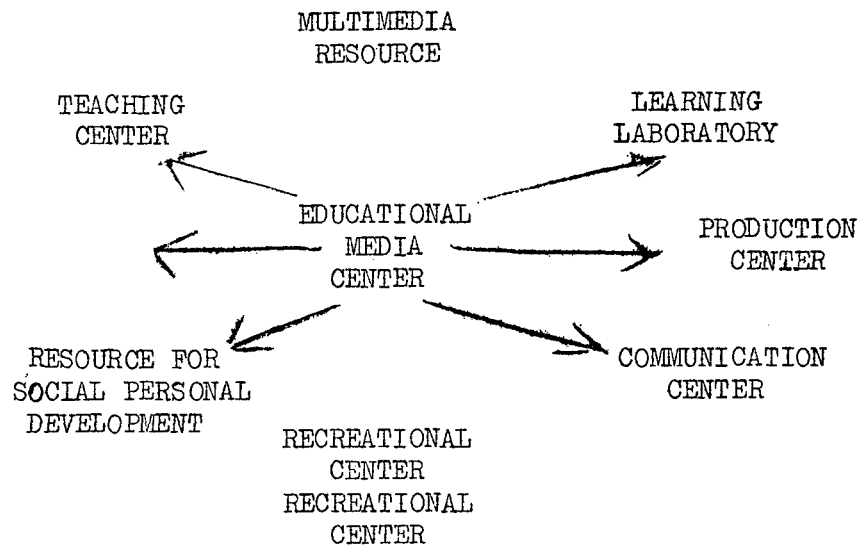 MULTIMEDIA
RESOURCE
TEACHING
CENTER
LEARNING
LABORATORY
EDUCATIONAL
MEDIA
CENTER
PRODUCTION
CENTER
RESOURCE FOR
SOCIAL PERSONAL
DEVELOPMENT
COMMUNICATION
CENTER
RECREATIONAL
CENTER
RECREATIONAL
CENTER